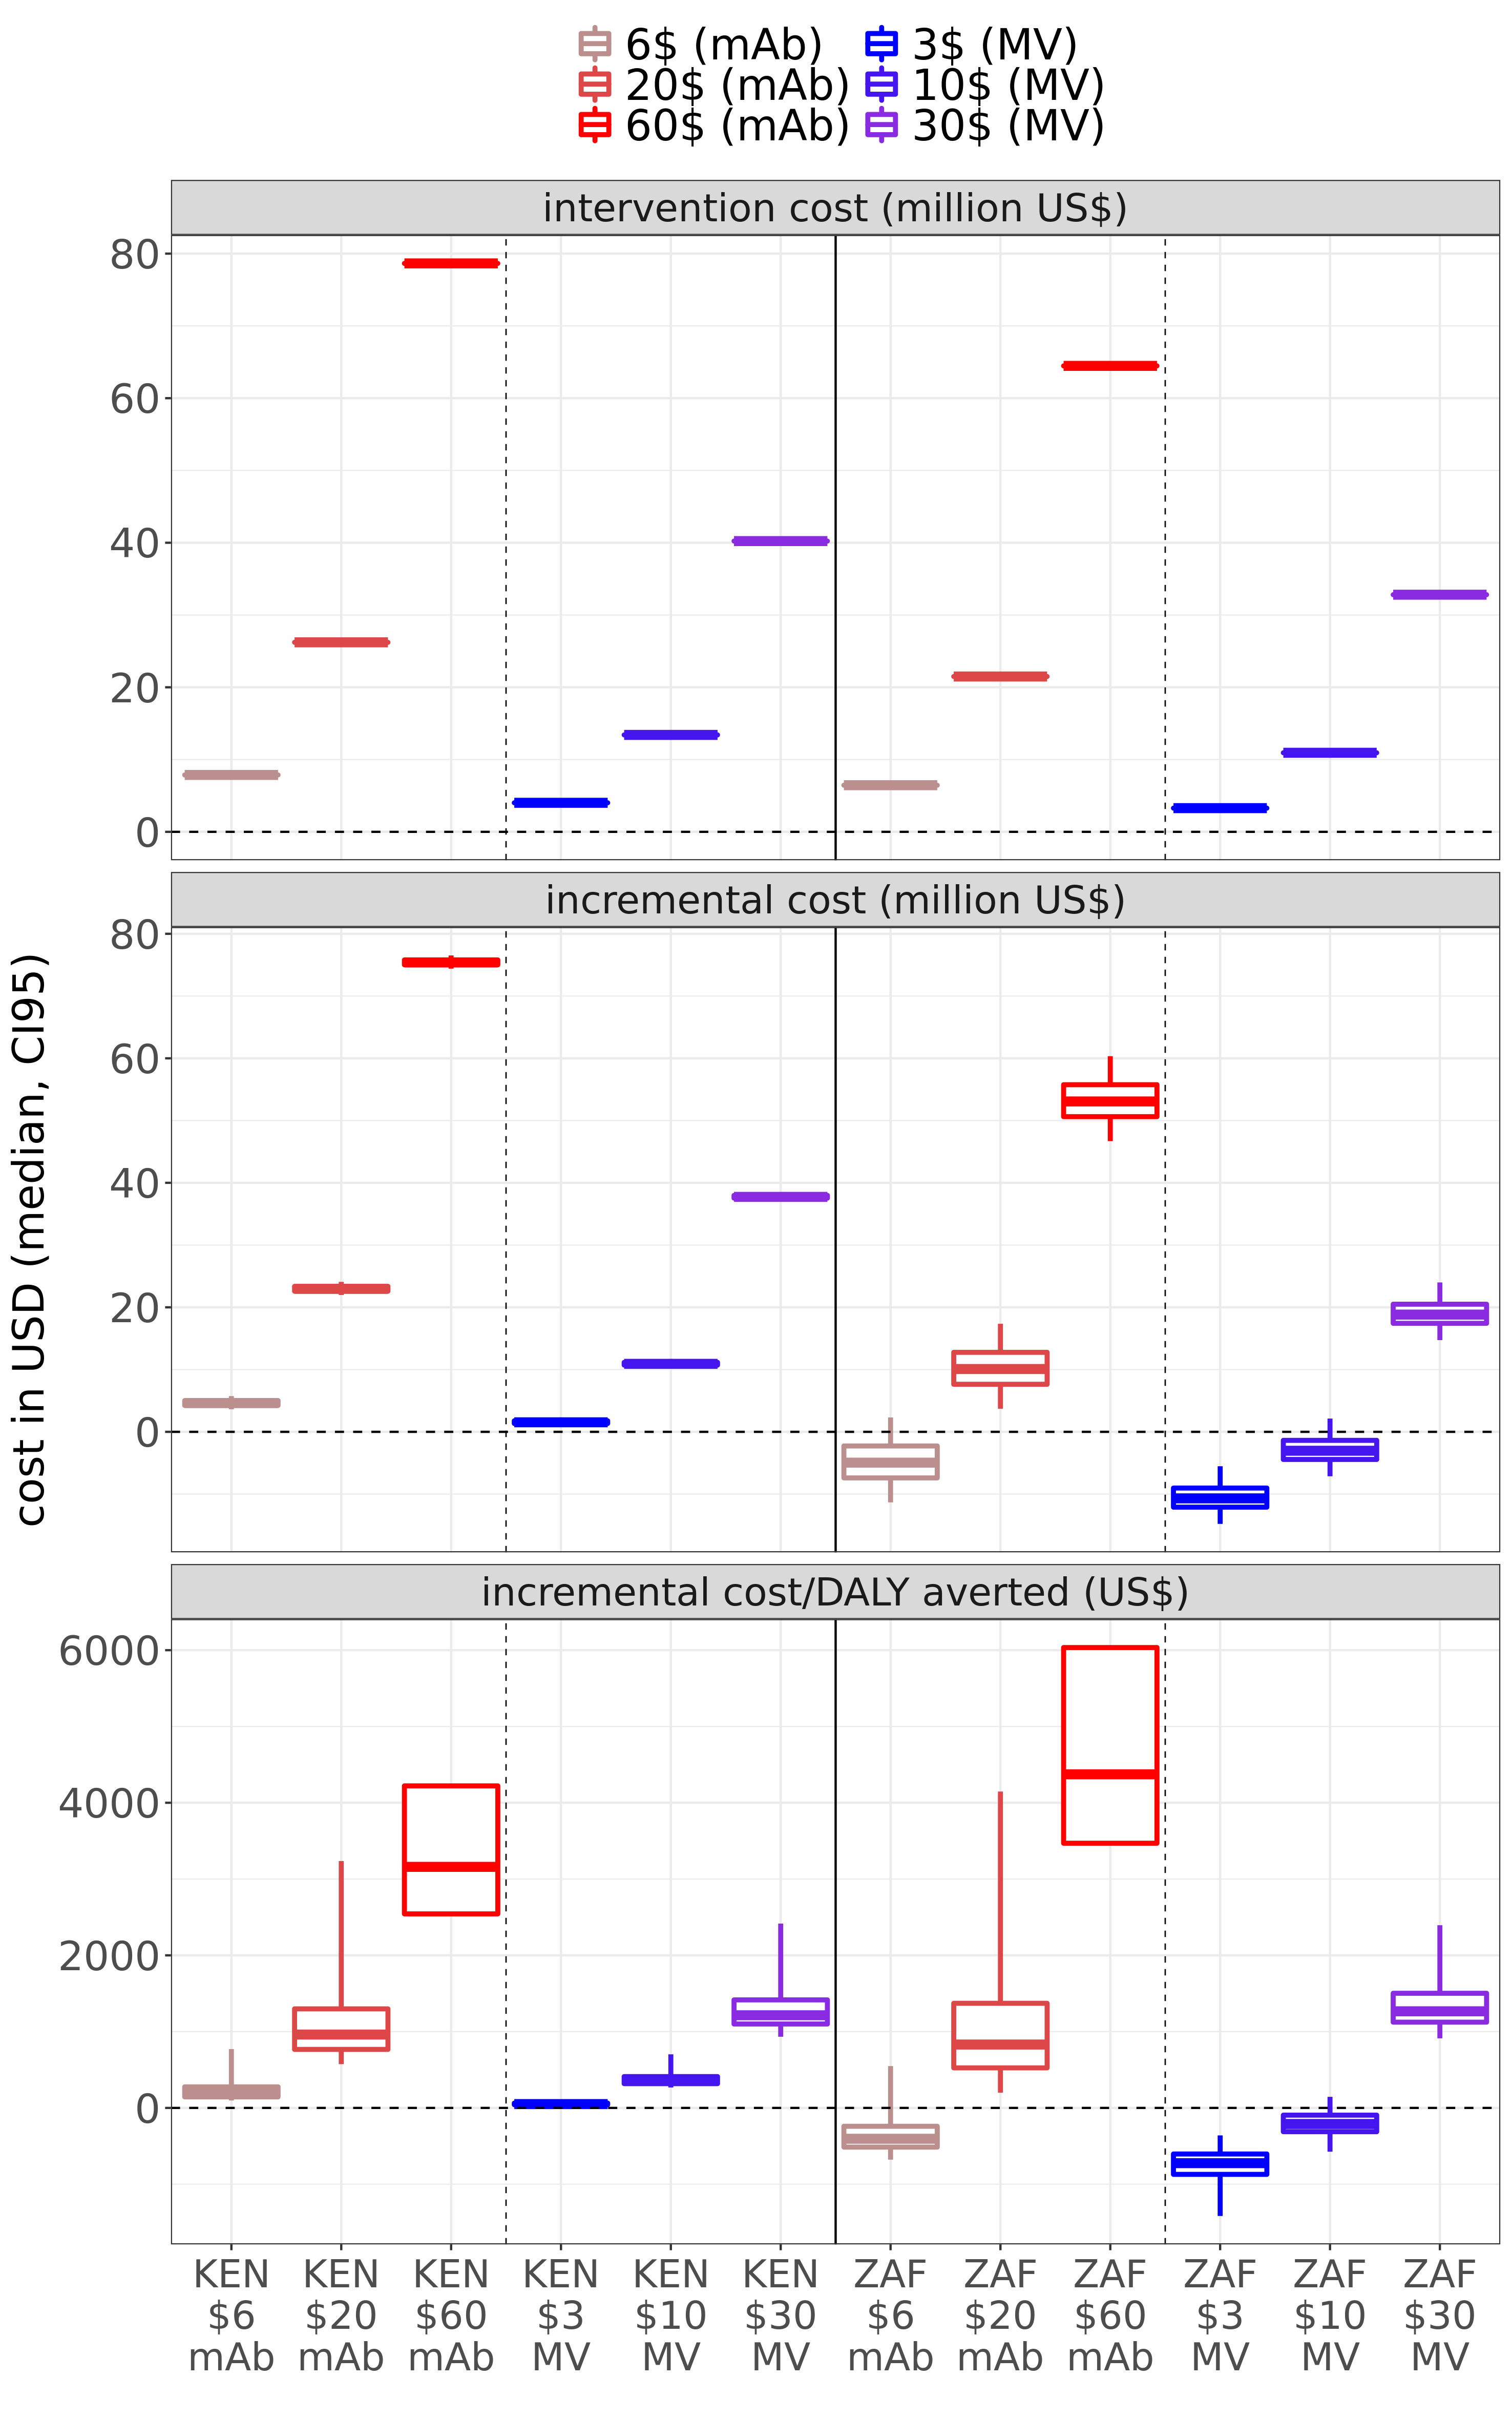 6$ (mAb) 3$ (MV)
20$ (mAb) 10$ (MV)
60$ (mAb) 30$ (MV)
intervention cost (million US$)
80
60
40
20
0
incremental cost (million US$)
80
60
40
20
0
cost in USD (median, CI95)
incremental cost/DALY averted (US$)
6000
4000
2000
0
KEN KEN KEN KEN KEN KEN ZAF ZAF ZAF ZAF ZAF ZAF
$6 $20 $60 $3 $10 $30 $6 $20 $60 $3 $10 $30
mAb mAb mAb MV MV MV mAb mAb mAb MV MV MV